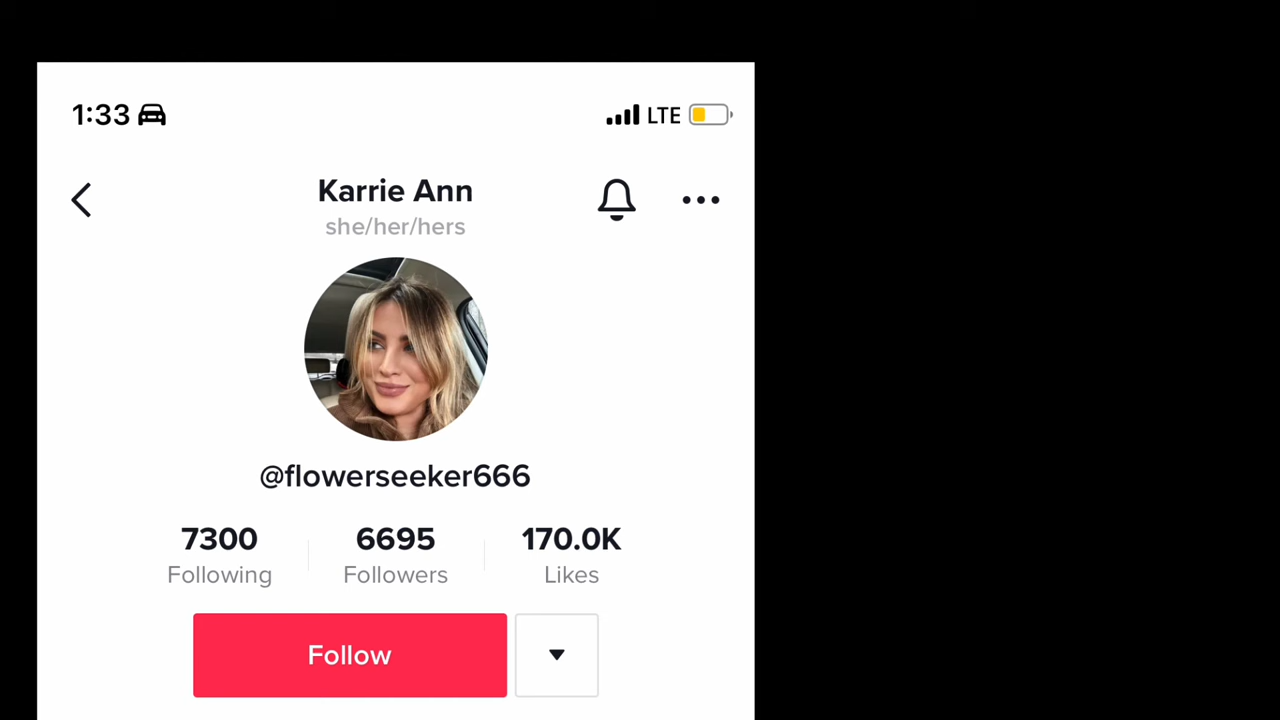 1:33 LTE
Karrie Ann
she/her/hers
@flowerseeker666
7300 6695 170.0K
Following Followers Likes
Follow